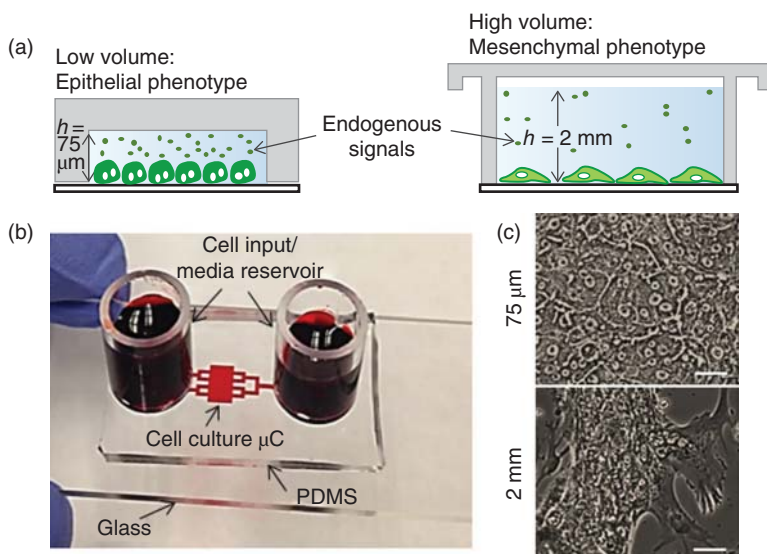 (a)
Low volume:
Epithelial phenotype
High volume:
Mesenchymal phenotype
h =
75
μm
Endogenous
signals
h = 2 mm
(b)
Cell input/
media reservoir
Cell culture μC
PDMS
Glass
(c)
75 μm
2 mm